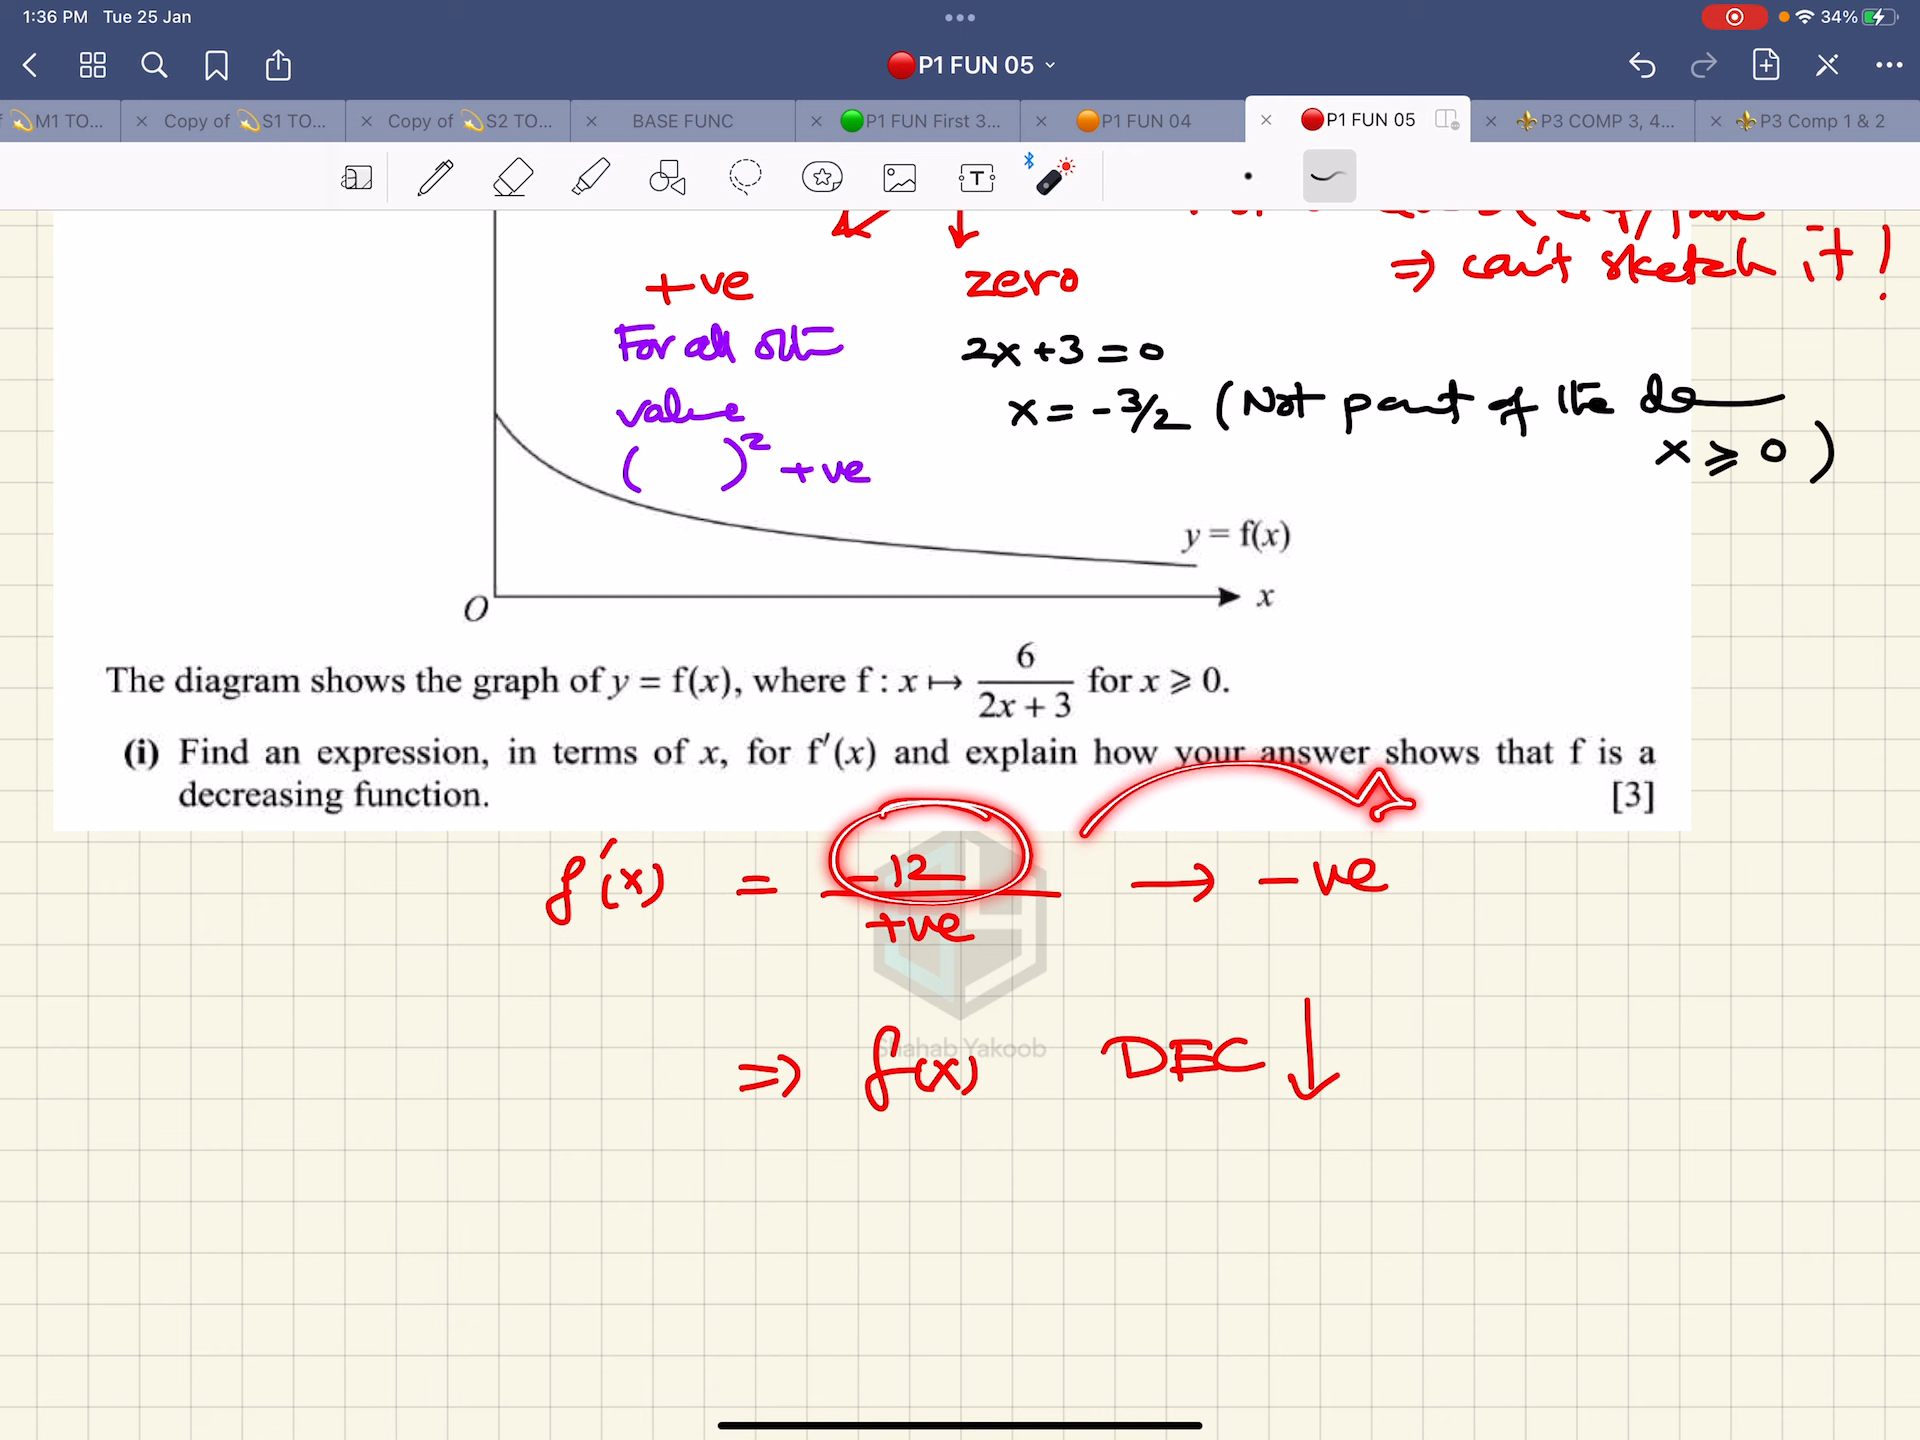 1:36 PM Tue 25 Jan
34%
P1 FUN 05
M1 TO...
Copy of S1 TO...
Copy of S2 TO...
BASE FUNC
P1 FUN First 3...
P1 FUN 04
P1 FUN 05
P3 COMP 3, 4...
P3 Comp 1 & 2
⇒ can't sketch it!
+ve zero
For all
value
( )² +ve
2x+3 = 0
x = -3/2 (Not part of the
x ⩾ 0 )
y = f(x)
O
x
The diagram shows the graph of y = f(x), where f : x ↦ 6/(2x + 3) for x ⩾ 0.
(i) Find an expression, in terms of x, for f′(x) and explain how your answer shows that f is a
decreasing function. [3]
f′(x) = -12/+ve → -ve
Shahab Yakoob
⇒ f(x) DEC ↓